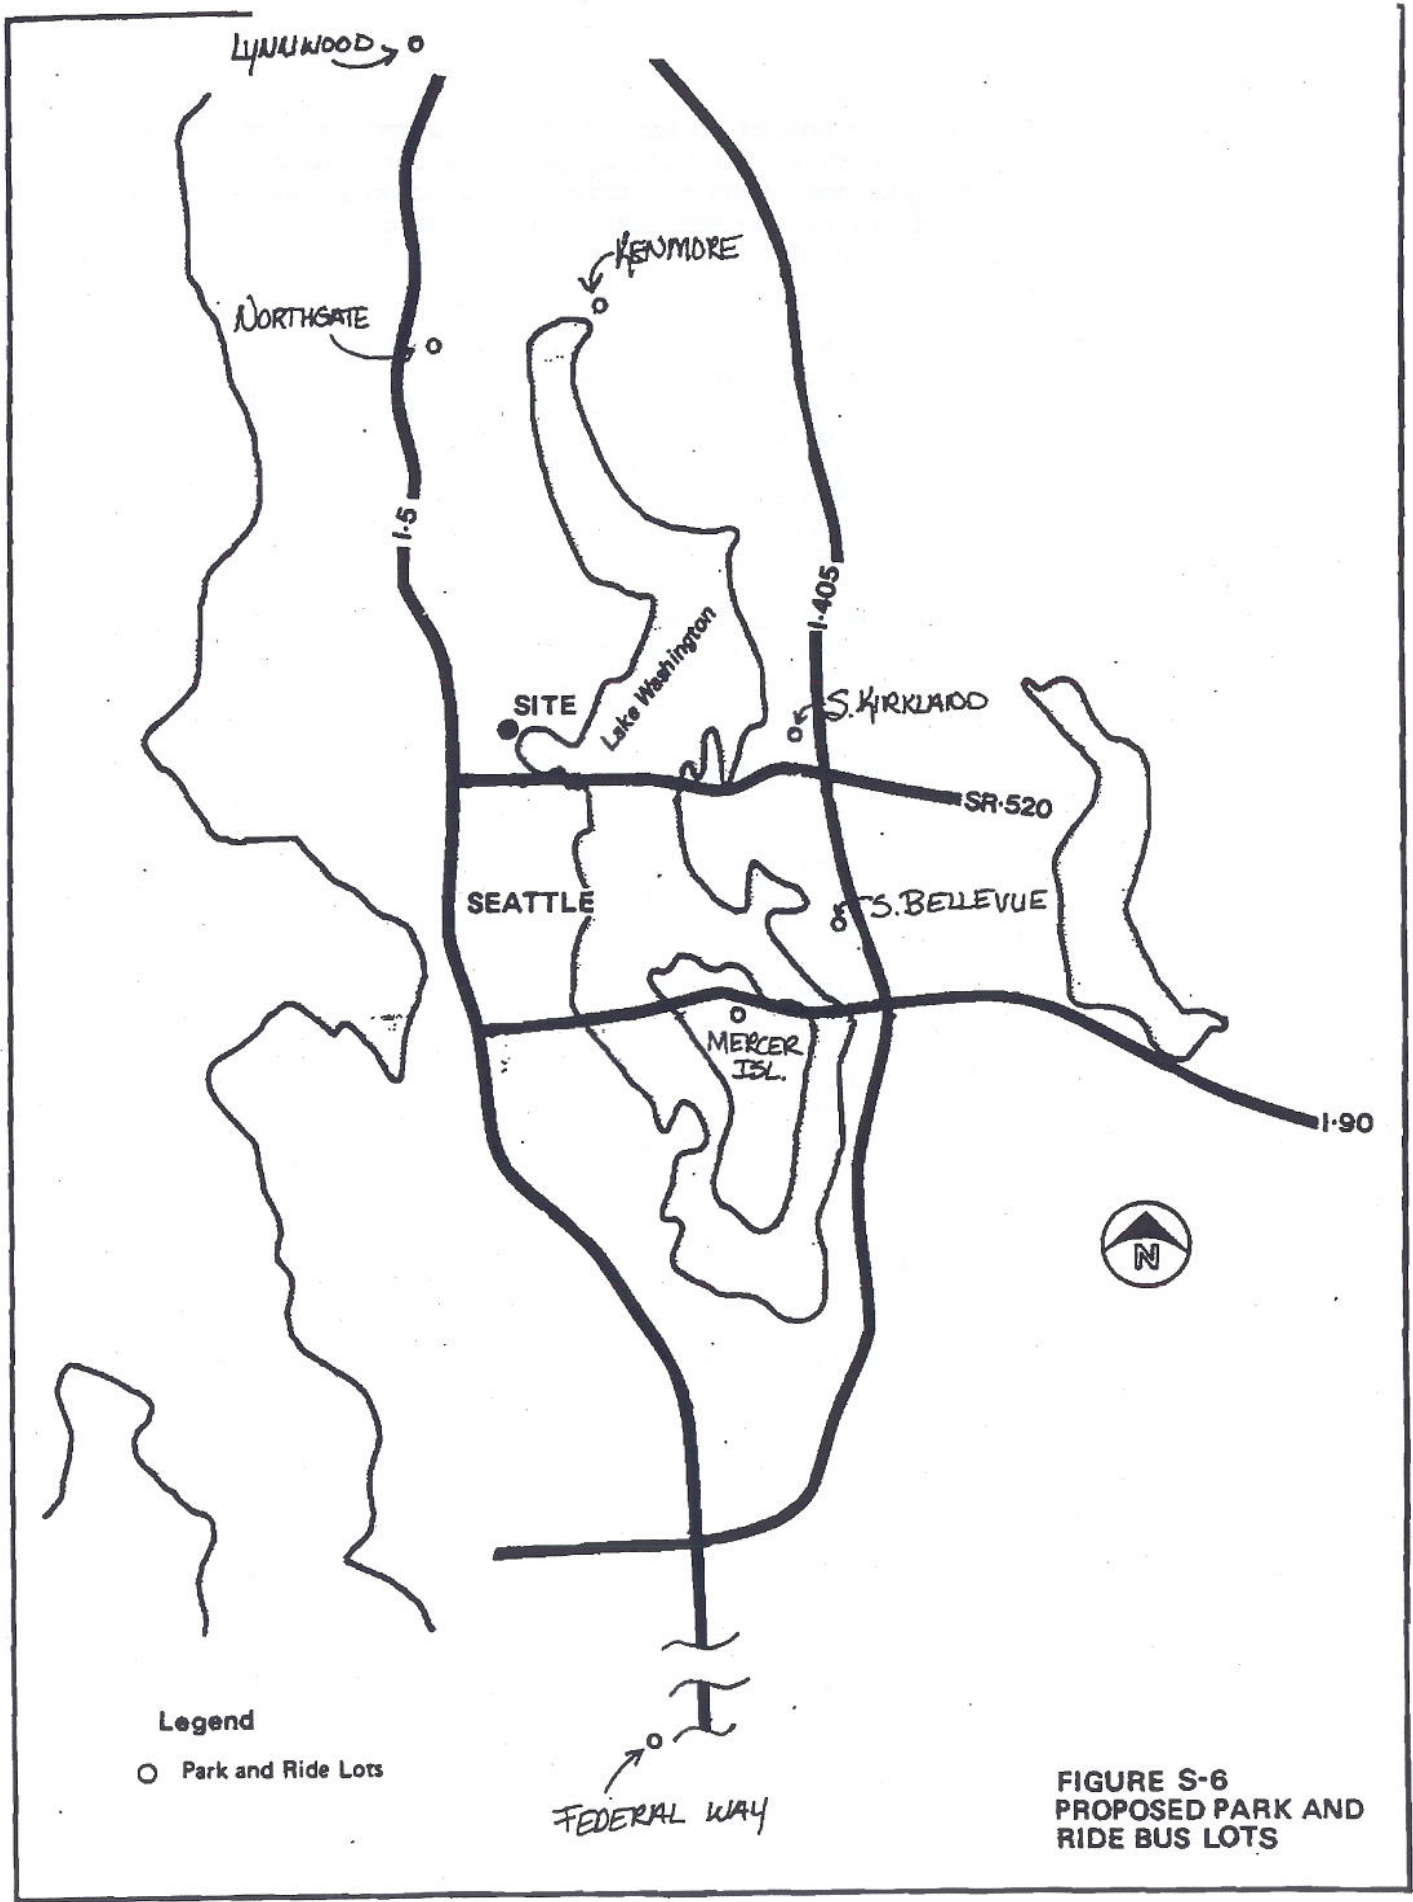 LYNNWOOD
KENMORE
NORTHGATE
I-5
I-405
Lake Washington
SITE
S. KIRKLAND
SR-520
SEATTLE
S. BELLEVUE
MERCER
ISL.
I-90
N
Legend
Park and Ride Lots
FEDERAL WAY
FIGURE S-6
PROPOSED PARK AND
RIDE BUS LOTS